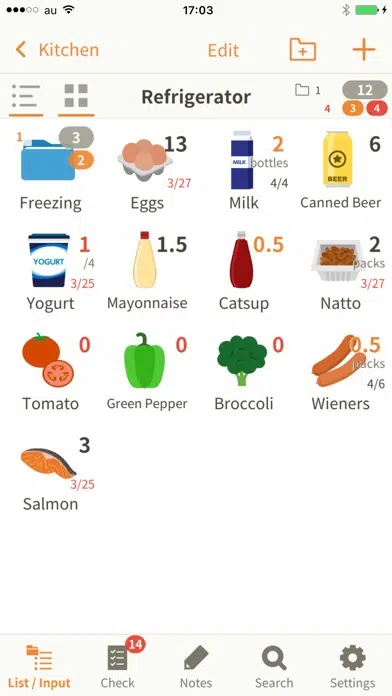 au 17:03
Kitchen Edit
Refrigerator 1 12
4 3 4
1 3 2 13 2 6
3/27 bottles 4/4
MILK
BEER
Freezing Eggs Milk Canned Beer
1 1.5 0.5 2
YOGURT /4 packs
3/25 3/27
Yogurt Mayonnaise Catsup Natto
0 0 0 0.5
packs
4/6
Tomato Green Pepper Broccoli Wieners
3
3/25
Salmon
14
List / Input Check Notes Search Settings